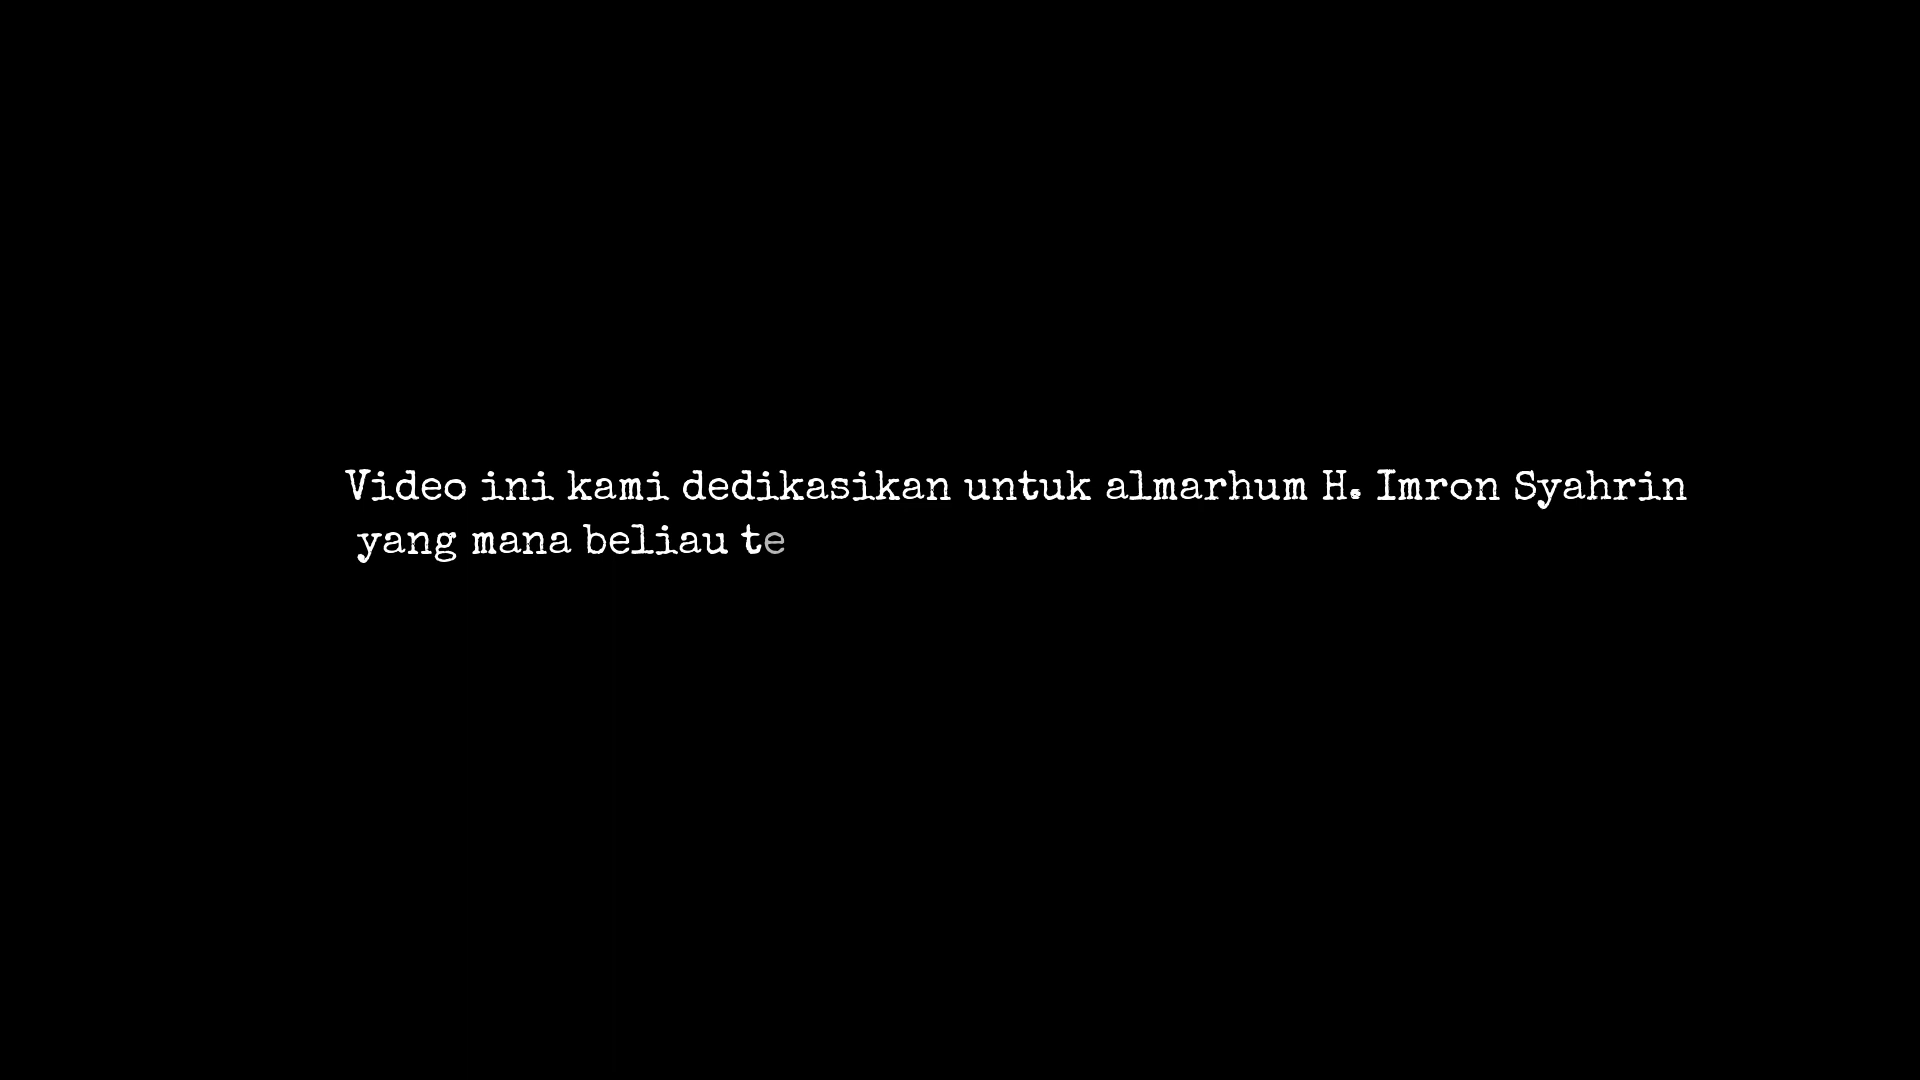 Video ini kami dedikasikan untuk almarhum H. Imron Syahrin
yang mana beliau te